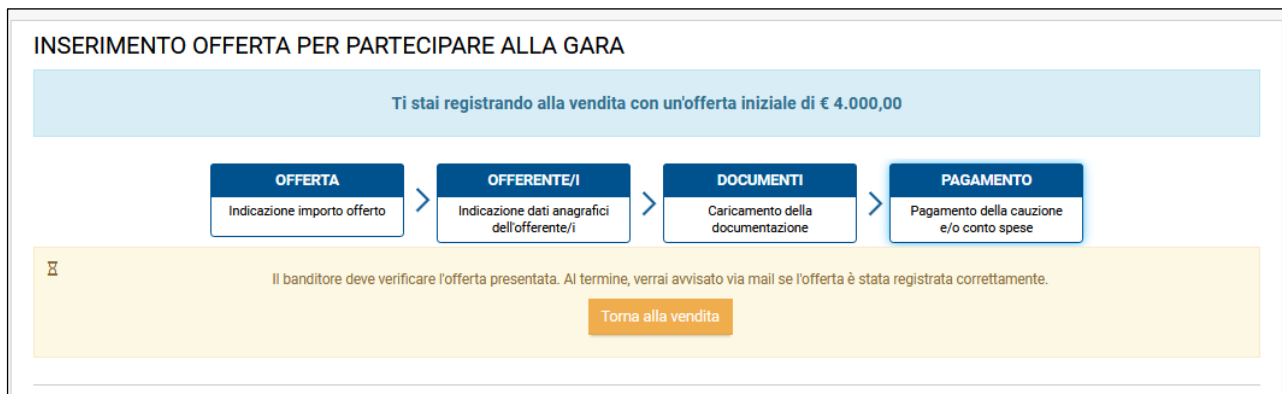 INSERIMENTO OFFERTA PER PARTECIPARE ALLA GARA
Ti stai registrando alla vendita con un'offerta iniziale di € 4.000,00
OFFERTA
Indicazione importo offerto
OFFERENTE/I
Indicazione dati anagrafici
dell'offerente/i
DOCUMENTI
Caricamento della
documentazione
PAGAMENTO
Pagamento della cauzione
e/o conto spese
Il banditore deve verificare l'offerta presentata. Al termine, verrai avvisato via mail se l'offerta è stata registrata correttamente.
Torna alla vendita